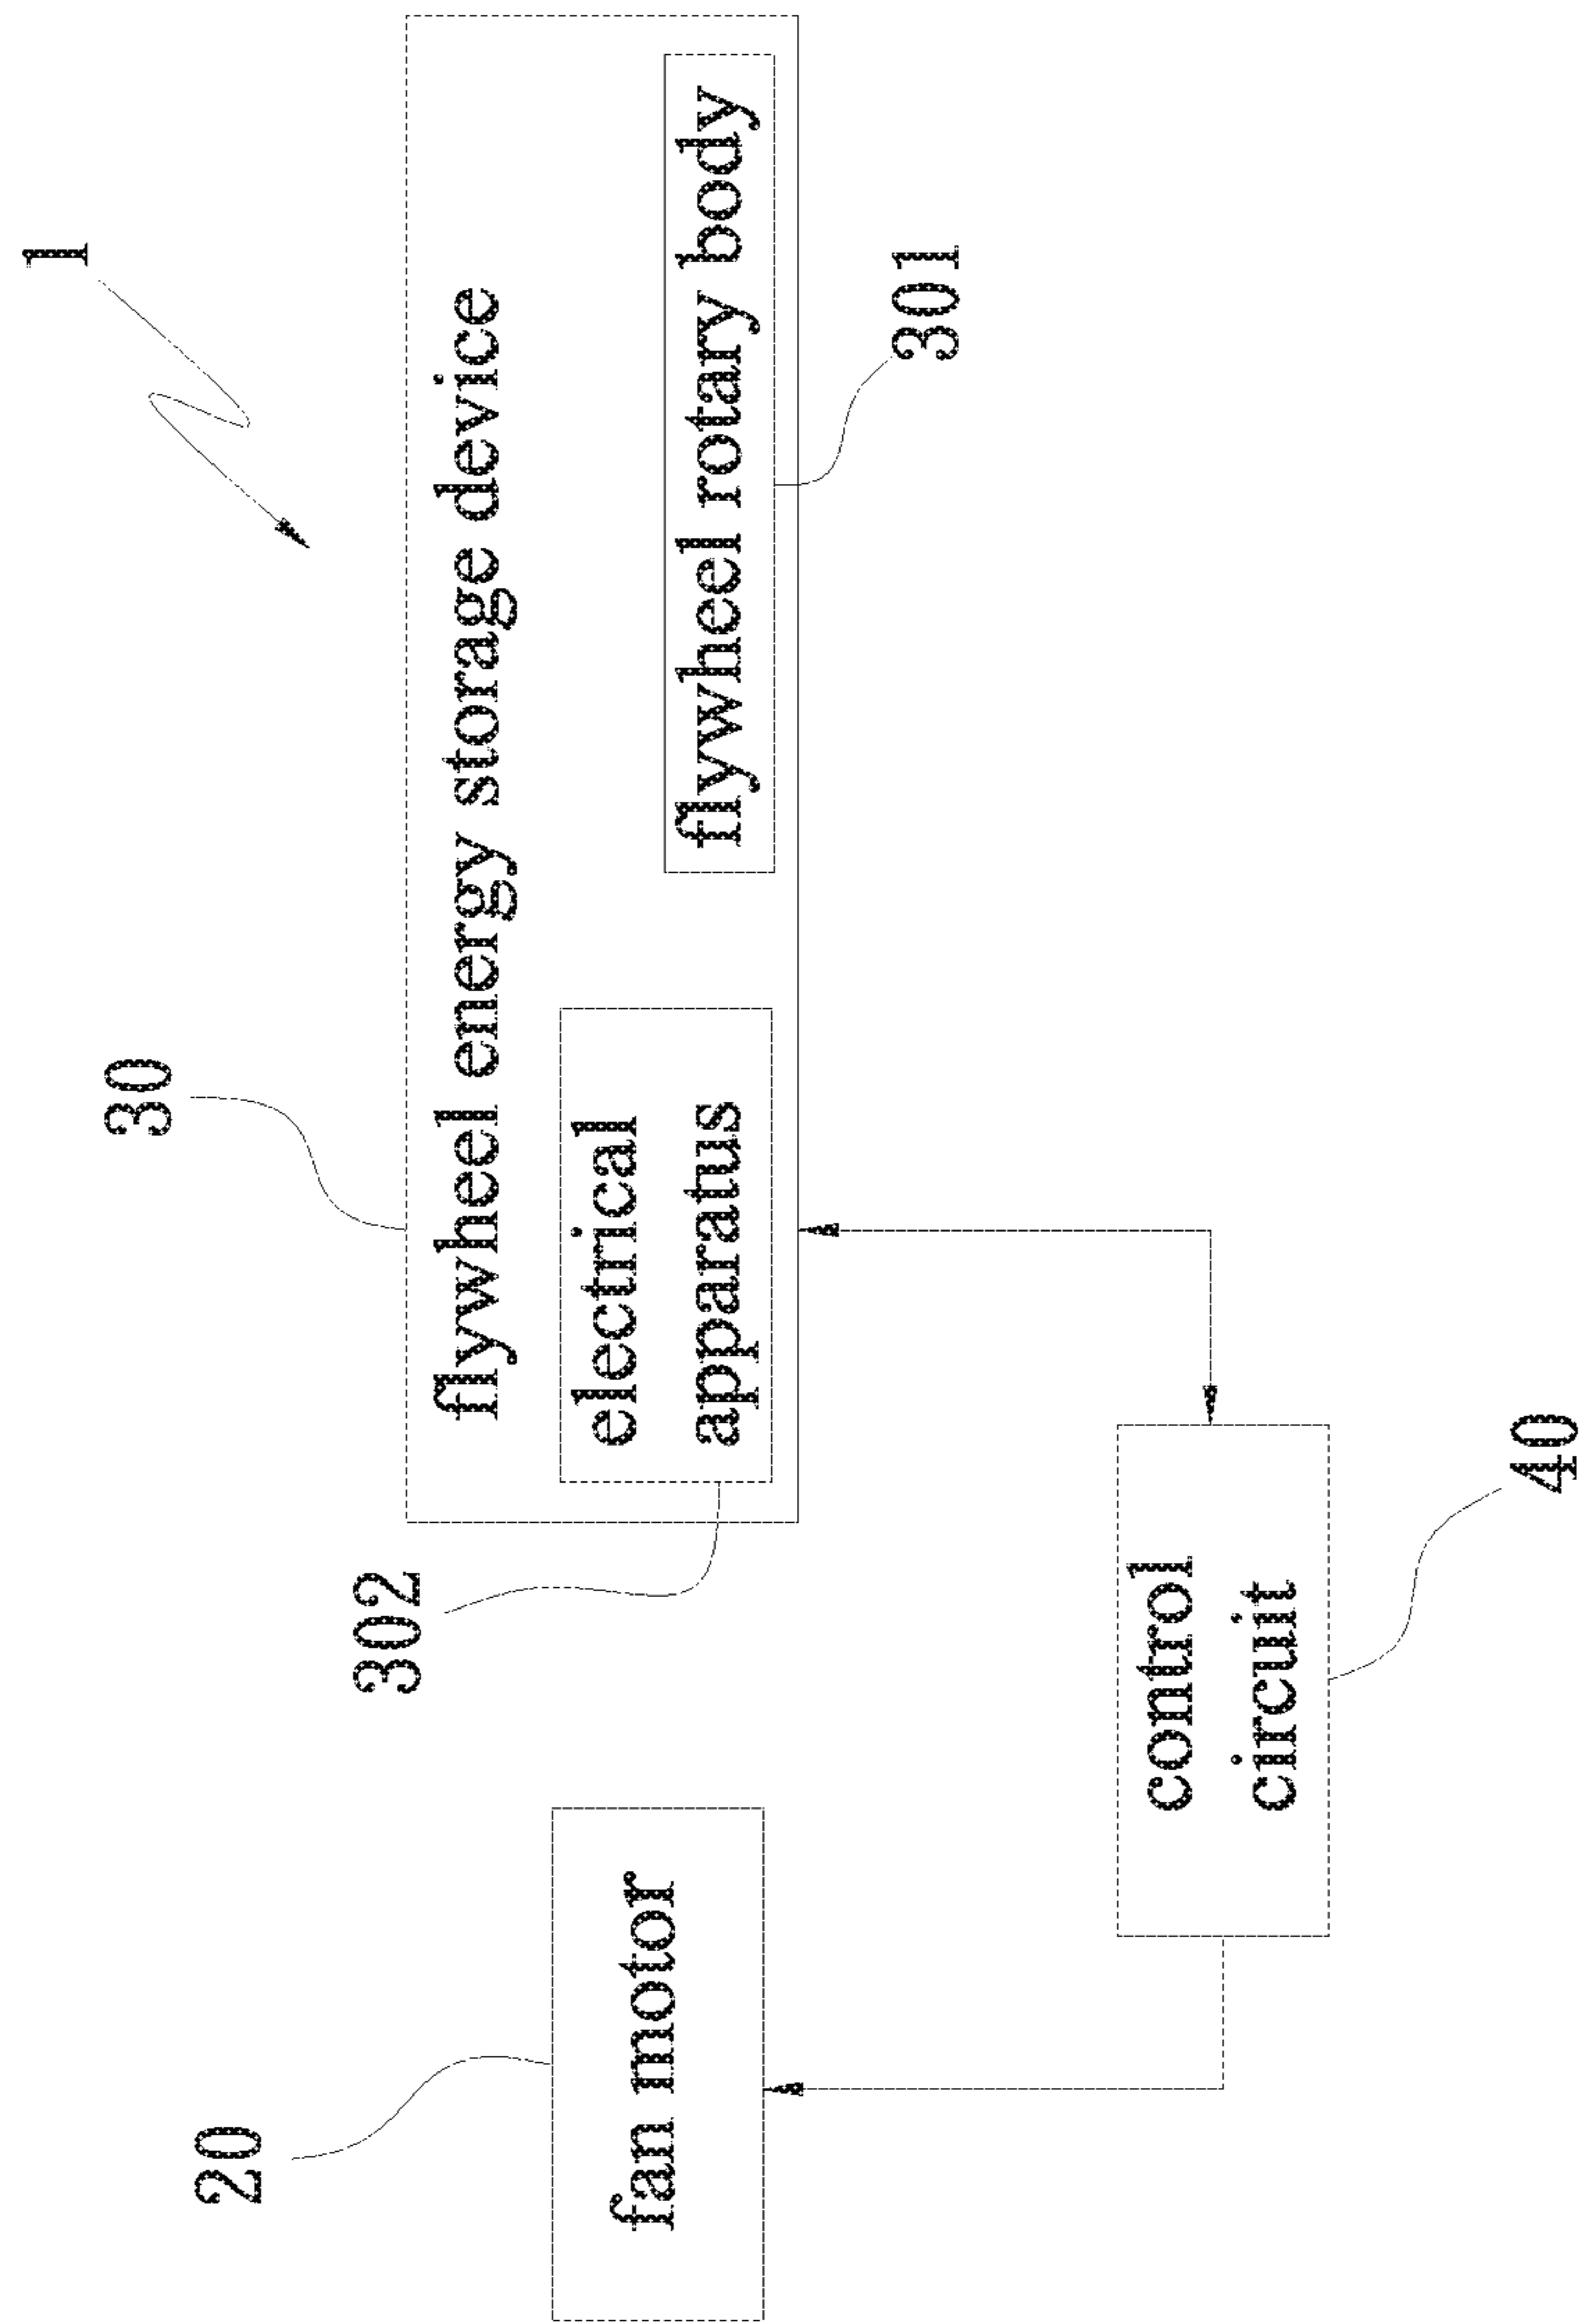 1
30
flywheel energy storage device
302
electrical
apparatus
flywheel rotary body
301
20
fan motor
control
circuit
40